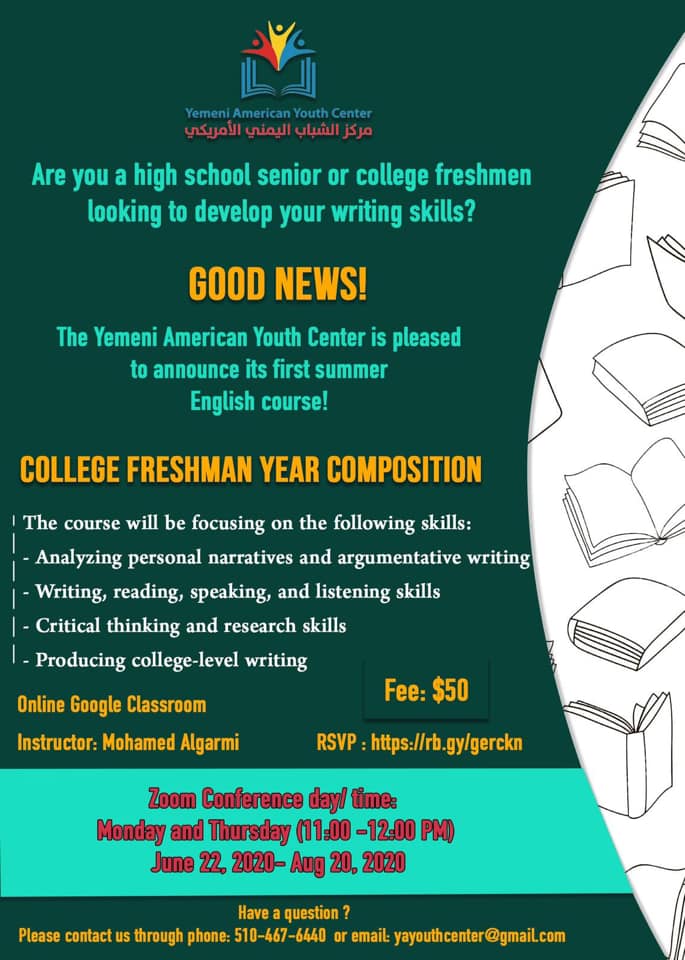 Yemeni American Youth Center
مركز الشباب اليمني الأمريكي
Are you a high school senior or college freshmen
looking to develop your writing skills?
GOOD NEWS!
The Yemeni American Youth Center is pleased
to announce its first summer
English course!
COLLEGE FRESHMAN YEAR COMPOSITION
The course will be focusing on the following skills:
- Analyzing personal narratives and argumentative writing
- Writing, reading, speaking, and listening skills
- Critical thinking and research skills
- Producing college-level writing
Fee: $50
Online Google Classroom
Instructor: Mohamed Algarmi
RSVP : https://rb.gy/gerckn
Zoom Conference day/ time:
Monday and Thursday (11:00 -12:00 PM)
June 22, 2020- Aug 20, 2020
Have a question ?
Please contact us through phone: 510-467-6440 or email: yayouthcenter@gmail.com